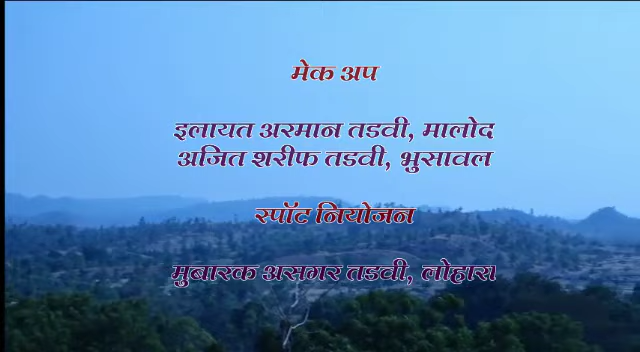 मेक अप
इलायत अरमान तडवी, मालोद
अजित शरीफ तडवी, भुसावल
स्पॉट नियोजन
मुबारक असगर तडवी, लोहारा